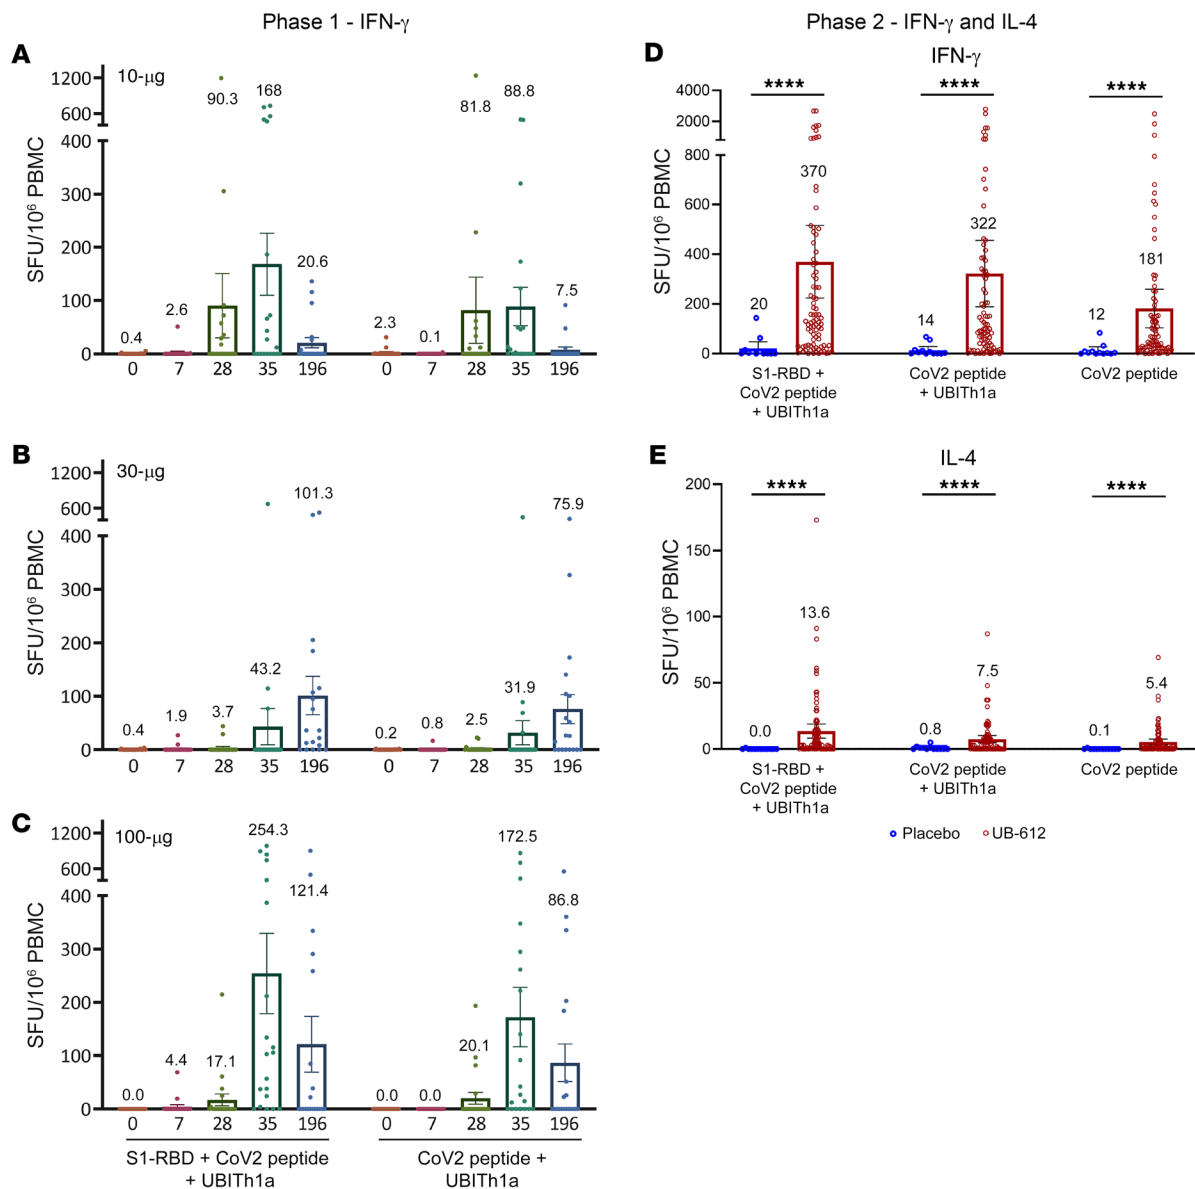 Phase 1 - IFN-γ
A
10-μg
SFU/10⁶ PBMC
1200
600
400
300
200
100
0
0.4
2.6
90.3
168
20.6
2.3
0.1
81.8
88.8
7.5
0 7 28 35 196 0 7 28 35 196
B
30-μg
SFU/10⁶ PBMC
1200
600
400
300
200
100
0
0.4
1.9
3.7
43.2
101.3
0.2
0.8
2.5
31.9
75.9
0 7 28 35 196 0 7 28 35 196
C
100-μg
SFU/10⁶ PBMC
1200
600
400
300
200
100
0
0.0
4.4
17.1
254.3
121.4
0.0
0.0
20.1
172.5
86.8
0 7 28 35 196 0 7 28 35 196
S1-RBD + CoV2 peptide
+ UBITh1a
CoV2 peptide +
UBITh1a
Phase 2 - IFN-γ and IL-4
D
IFN-γ
SFU/10⁶ PBMC
4000
2000
800
600
400
200
0
**** **** ****
20
370
14
322
12
181
S1-RBD +
CoV2 peptide
+ UBITh1a
CoV2 peptide
+ UBITh1a
CoV2 peptide
E
IL-4
SFU/10⁶ PBMC
200
150
100
50
0
**** **** ****
0.0
13.6
0.8
7.5
0.1
5.4
S1-RBD +
CoV2 peptide
+ UBITh1a
CoV2 peptide
+ UBITh1a
CoV2 peptide
Placebo UB-612